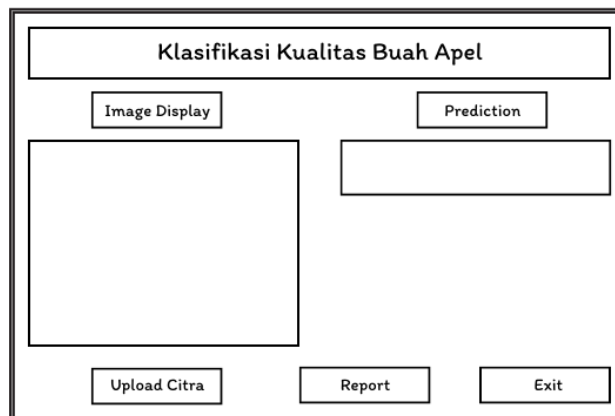 Klasifikasi Kualitas Buah Apel
Image Display
Prediction
Upload Citra
Report
Exit